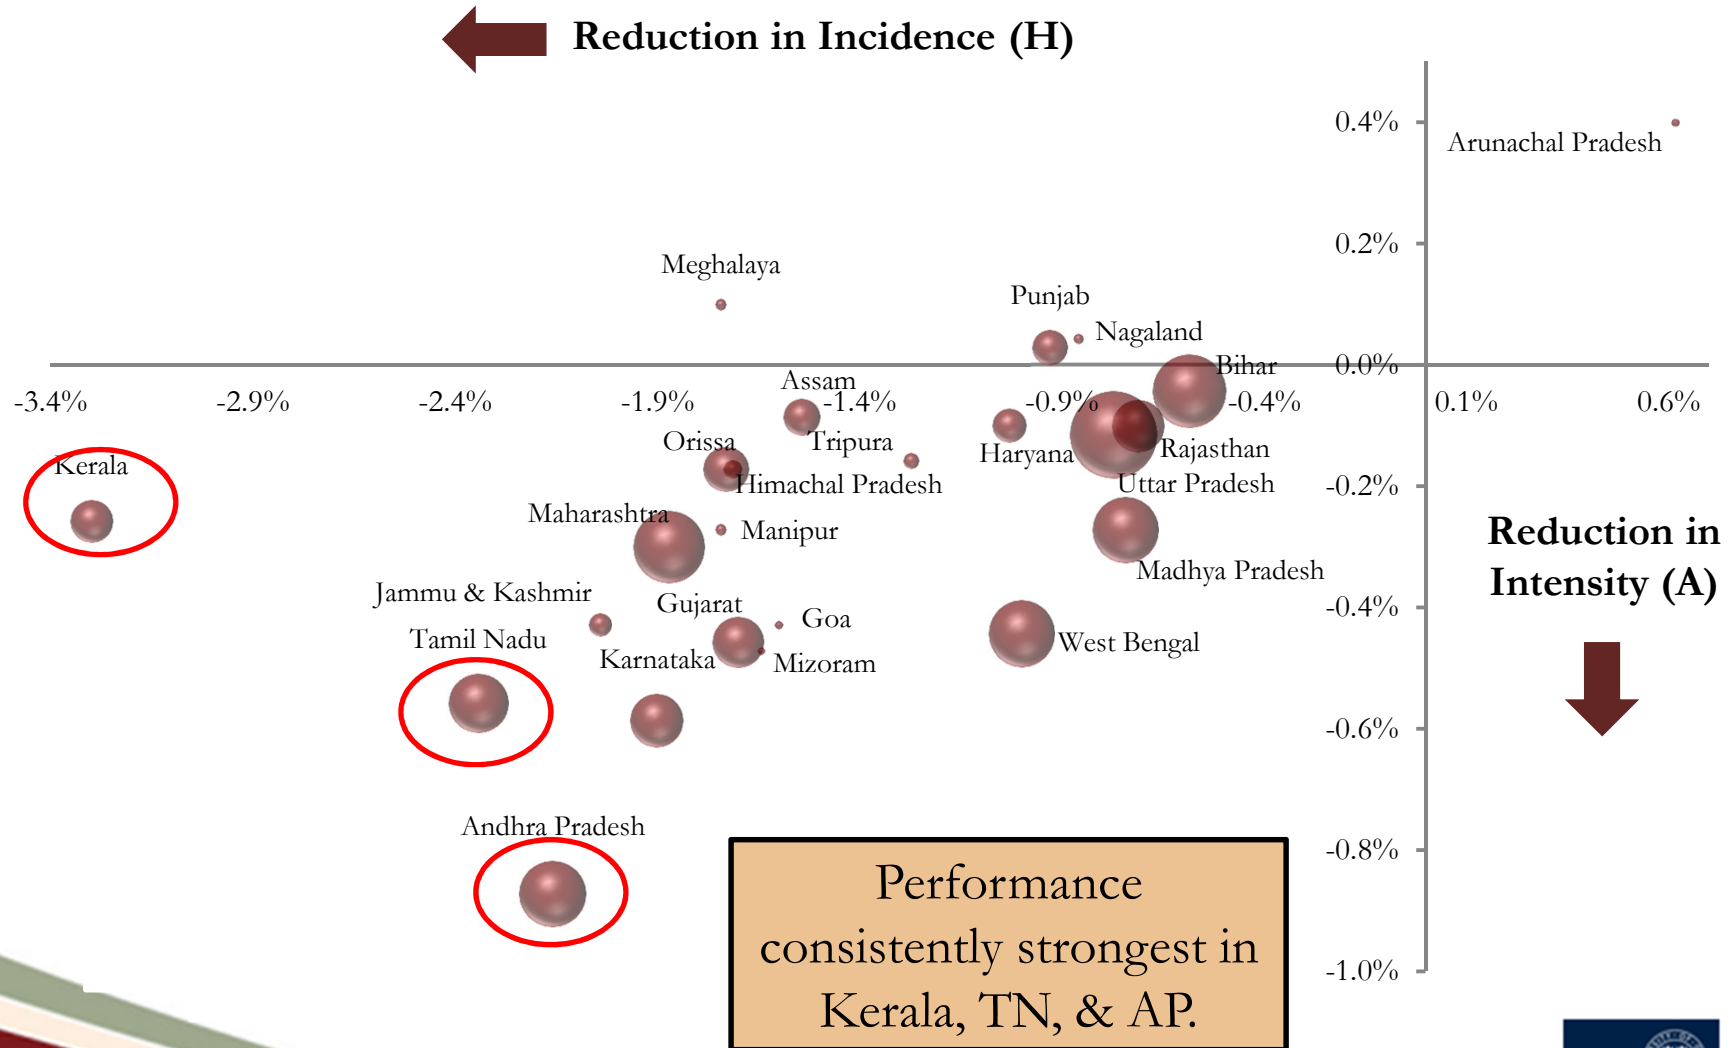 Reduction in Incidence (H)
0.4%
Arunachal Pradesh
0.2%
Meghalaya
Punjab
Nagaland
Bihar
0.0%
Assam
-3.4%
-2.9%
-2.4%
-1.9%
-1.4%
-0.9%
-0.4%
0.1%
0.6%
Orissa
Tripura
Haryana
Rajasthan
Kerala
Himachal Pradesh
Uttar Pradesh
-0.2%
Maharashtra
Manipur
Reduction in
Intensity (A)
Madhya Pradesh
Jammu & Kashmir
Gujarat
Goa
-0.4%
Tamil Nadu
Karnataka
Mizoram
West Bengal
-0.6%
Andhra Pradesh
-0.8%
Performance
consistently strongest in
Kerala, TN, & AP.
-1.0%